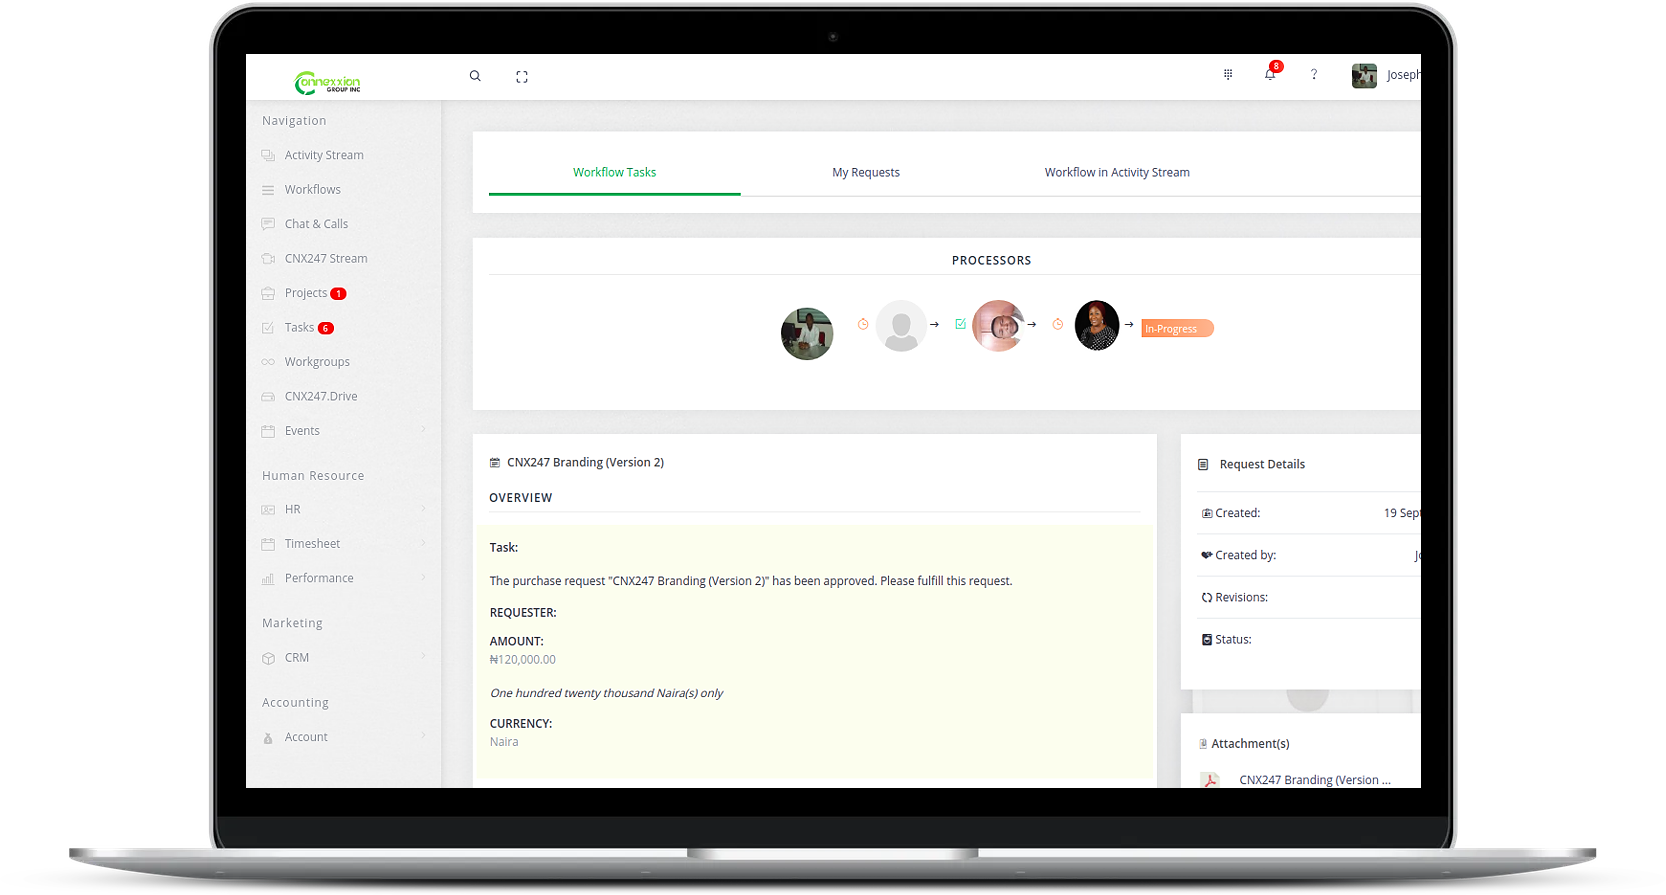 onnexxion
GROUP INC
8
?
Joseph
Navigation
Activity Stream
Workflows
Chat & Calls
CNX247 Stream
Projects 1
Tasks 6
Workgroups
CNX247.Drive
Events
Human Resource
HR
Timesheet
Performance
Marketing
CRM
Accounting
Account
Workflow Tasks
My Requests
Workflow in Activity Stream
PROCESSORS
In-Progress
CNX247 Branding (Version 2)
OVERVIEW
Task:
The purchase request "CNX247 Branding (Version 2)" has been approved. Please fulfill this request.
REQUESTER:
AMOUNT:
₦120,000.00
One hundred twenty thousand Naira(s) only
CURRENCY:
Naira
Request Details
Created: 19 Sept
Created by: Jo
Revisions:
Status:
Attachment(s)
CNX247 Branding (Version ...